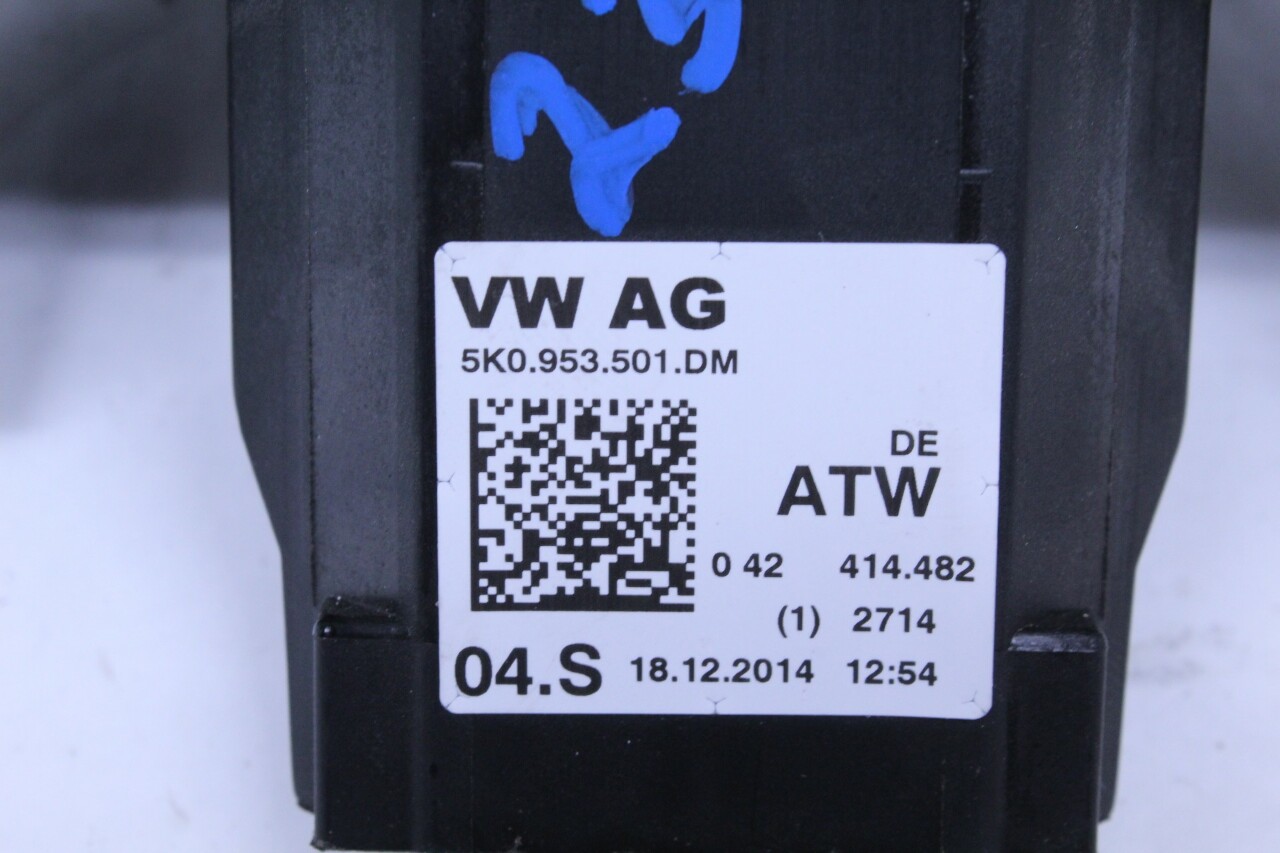 VW AG
5K0.953.501.DM
DE
ATW
0 42 414.482
(1) 2714
04.S 18.12.2014 12:54